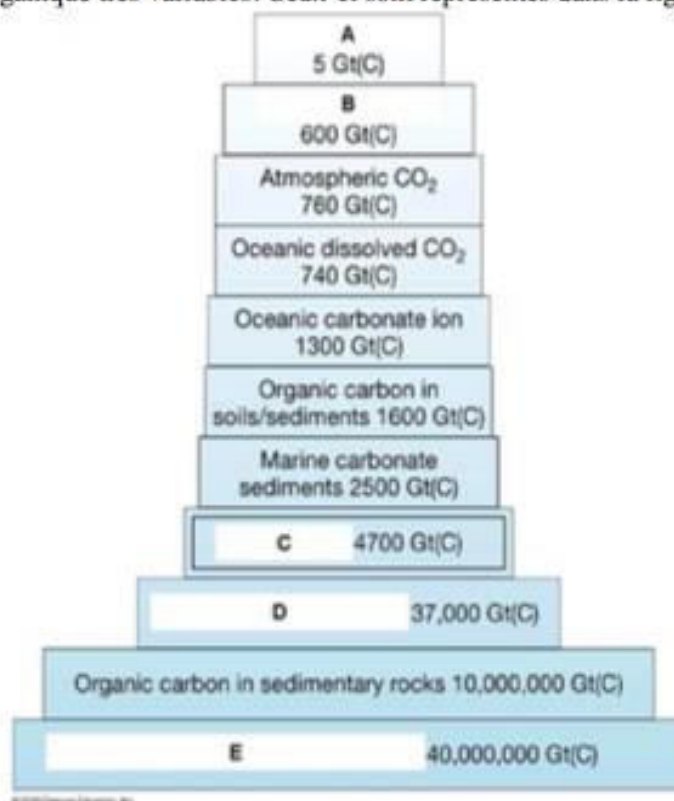 A
5 Gt(C)
B
600 Gt(C)
Atmospheric CO₂
760 Gt(C)
Oceanic dissolved CO₂
740 Gt(C)
Oceanic carbonate ion
1300 Gt(C)
Organic carbon in
soils/sediments 1600 Gt(C)
Marine carbonate
sediments 2500 Gt(C)
C 4700 Gt(C)
D 37,000 Gt(C)
Organic carbon in sedimentary rocks 10,000,000 Gt(C)
E 40,000,000 Gt(C)